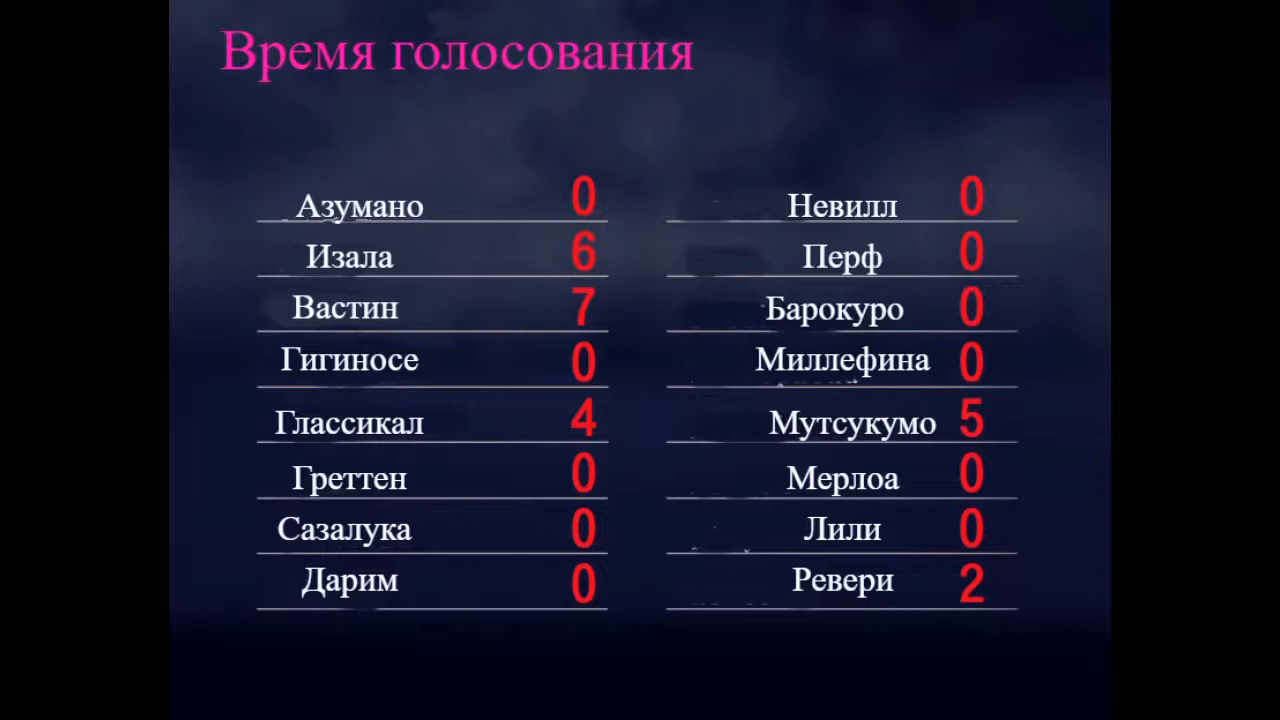 Время голосования
Азумано 0
Изала 6
Вастин 7
Гигиносе 0
Глассикал 4
Греттен 0
Сазалука 0
Дарим 0
Невилл 0
Перф 0
Барокуро 0
Миллефина 0
Мутсукумо 5
Мерлоа 0
Лили 0
Ревери 2